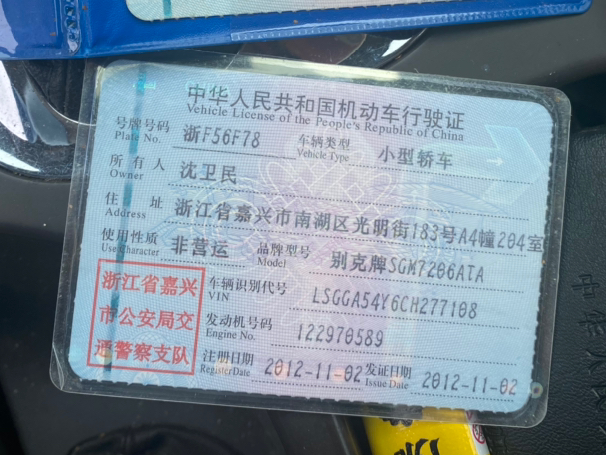 中华人民共和国机动车行驶证
Vehicle License of the People's Republic of China
号牌号码 浙F56F78 车辆类型 小型轿车
Plate No. Vehicle Type
所有人 沈卫民
Owner
住址 浙江省嘉兴市南湖区光明街183号A4幢204室
Address
使用性质 非营运 品牌型号 别克牌SGM7206ATA
Use Character Model
浙江省嘉兴
市公安局交
通警察支队
车辆识别代号 LSGGA54Y6CH277108
VIN
发动机号码 122970589
Engine No.
注册日期 2012-11-02 发证日期 2012-11-02
Register Date Issue Date